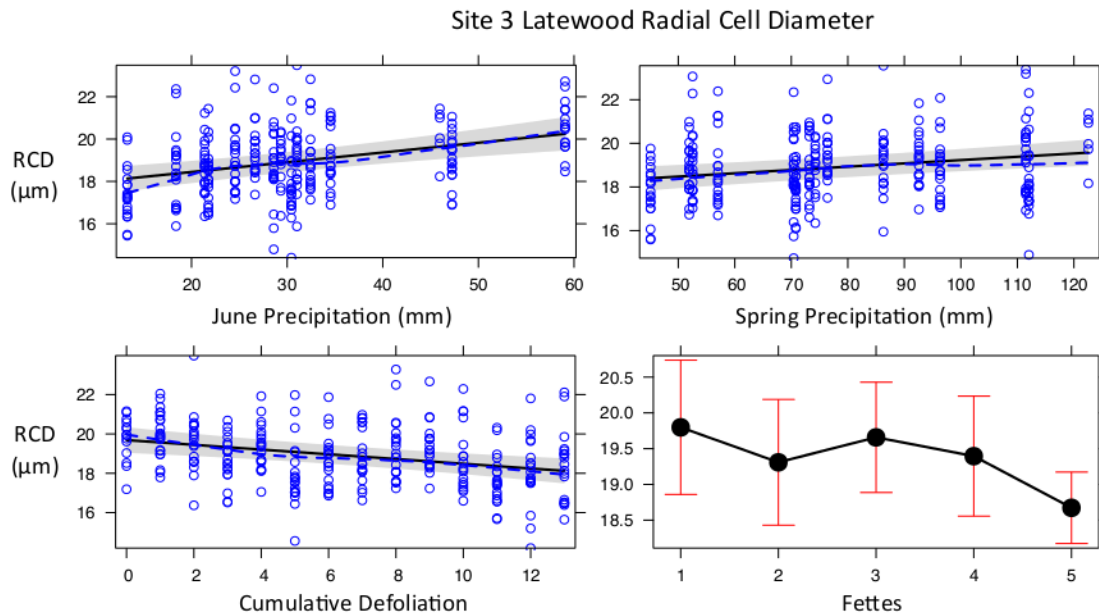 Site 3 Latewood Radial Cell Diameter
RCD
(µm)
22
20
18
16
20 30 40 50 60
June Precipitation (mm)
22
20
18
16
50 60 70 80 90 100 110 120
Spring Precipitation (mm)
RCD
(µm)
22
20
18
16
0 2 4 6 8 10 12
Cumulative Defoliation
20.5
20.0
19.5
19.0
18.5
1 2 3 4 5
Fettes